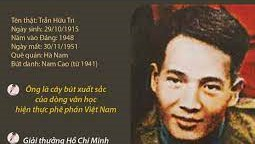 Tên thật: Trần Hữu Tri
Ngày sinh: 29/10/1915
Năm vào Đảng: 1948
Ngày mất: 30/11/1951
Quê quán: Hà Nam
Bút danh: Nam Cao (từ 1941)
Ông là cây bút xuất sắc
của dòng văn học
hiện thực phê phán Việt Nam
Giải thưởng Hồ Chí Minh